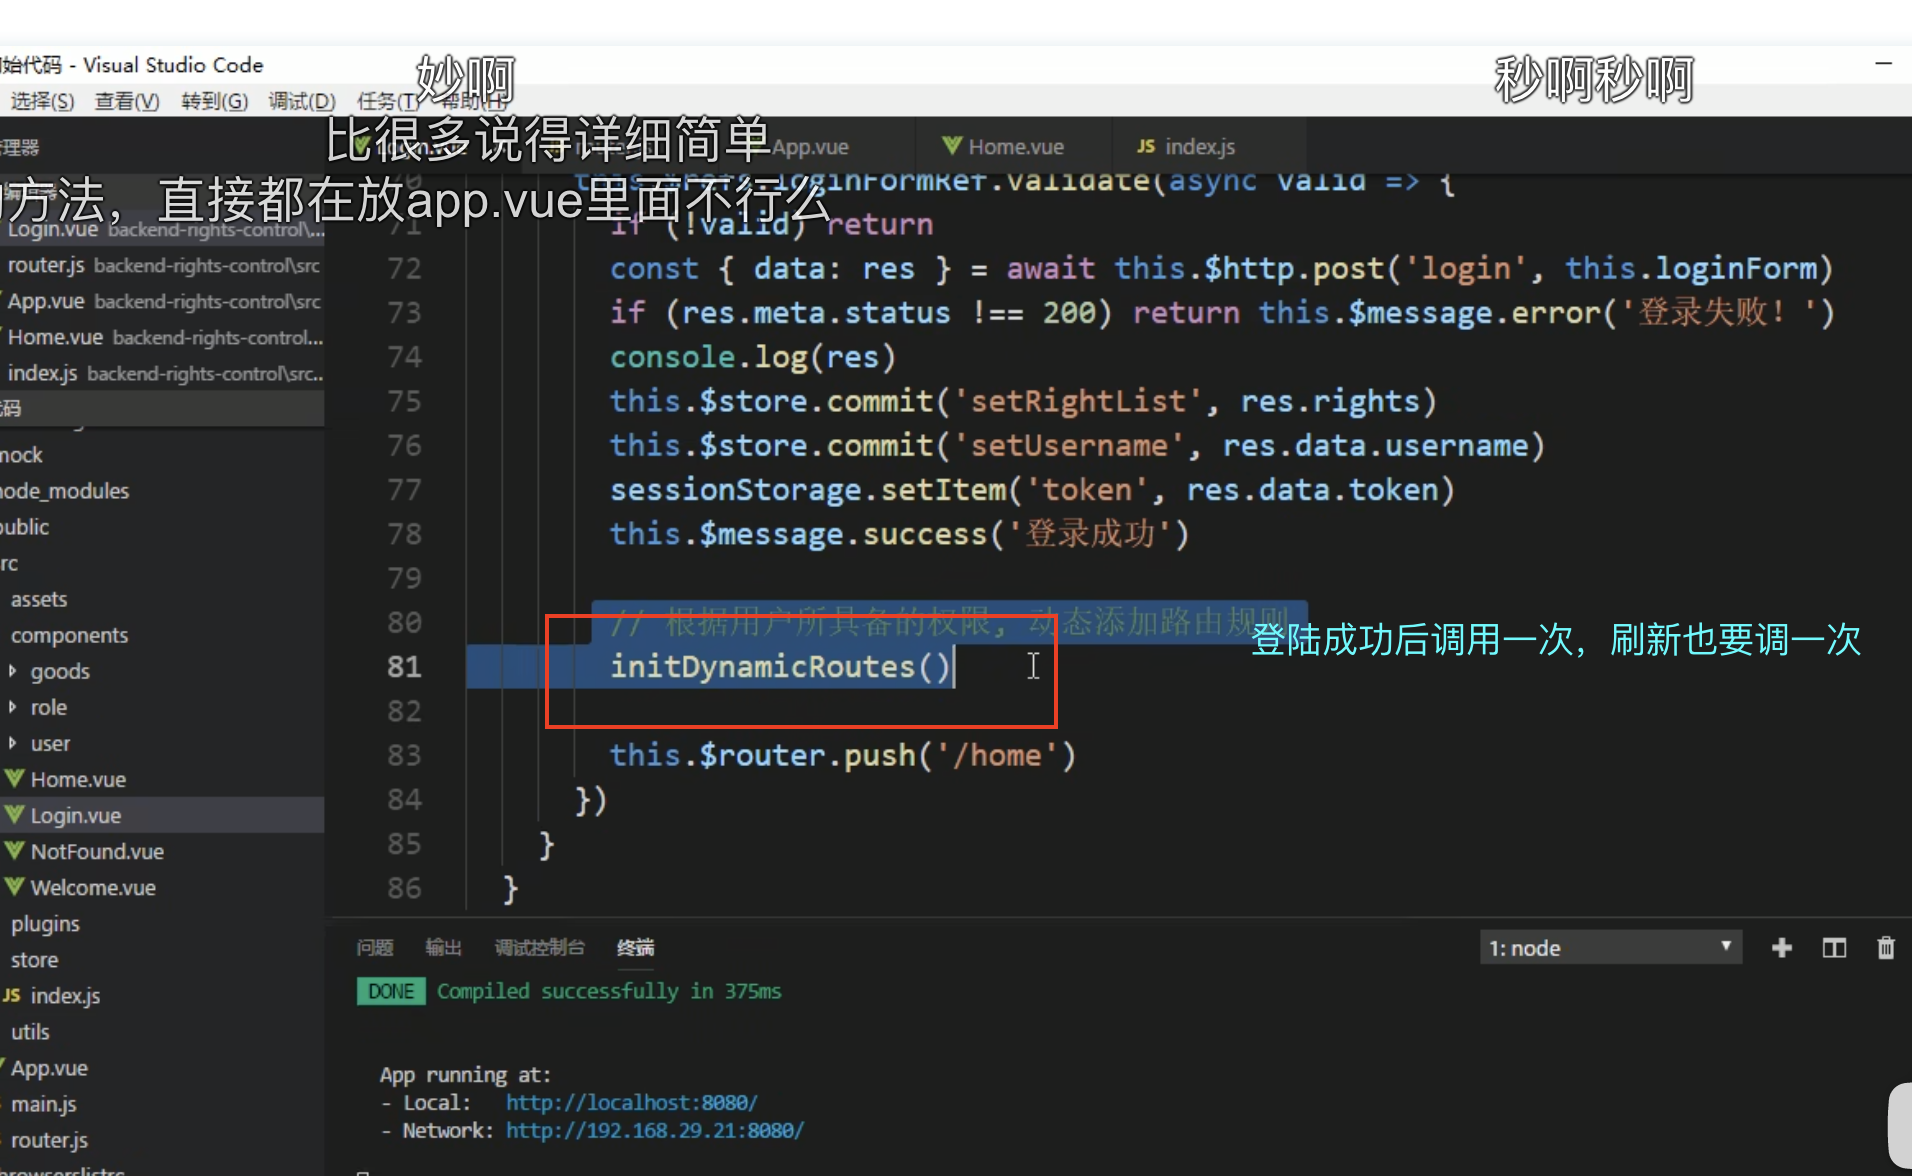 始代码 - Visual Studio Code
选择(S) 查看(V) 转到(G) 调试(D) 任务(T) 帮助(H)
妙啊
秒啊秒啊
比很多说得详细简单
方法，直接都在放app.vue里面不行么
管理器
App.vue
Home.vue
JS index.js
Login.vue backend-rights-control\...
router.js backend-rights-control\src
App.vue backend-rights-control\src
Home.vue backend-rights-control...
index.js backend-rights-control\src...
代码
mock
node_modules
public
src
assets
components
goods
role
user
Home.vue
Login.vue
NotFound.vue
Welcome.vue
plugins
store
JS index.js
utils
App.vue
main.js
router.js
browserslistrc
70 this.$refs.loginFormRef.validate(async valid => {
71 if (!valid) return
72 const { data: res } = await this.$http.post('login', this.loginForm)
73 if (res.meta.status !== 200) return this.$message.error('登录失败！')
74 console.log(res)
75 this.$store.commit('setRightList', res.rights)
76 this.$store.commit('setUsername', res.data.username)
77 sessionStorage.setItem('token', res.data.token)
78 this.$message.success('登录成功')
79
80 // 根据用户所具备的权限, 动态添加路由规则
登陆成功后调用一次，刷新也要调一次
81 initDynamicRoutes()
82
83 this.$router.push('/home')
84 })
85 }
86 }
问题 输出 调试控制台 终端
1: node
DONE Compiled successfully in 375ms
App running at:
- Local: http://localhost:8080/
- Network: http://192.168.29.21:8080/